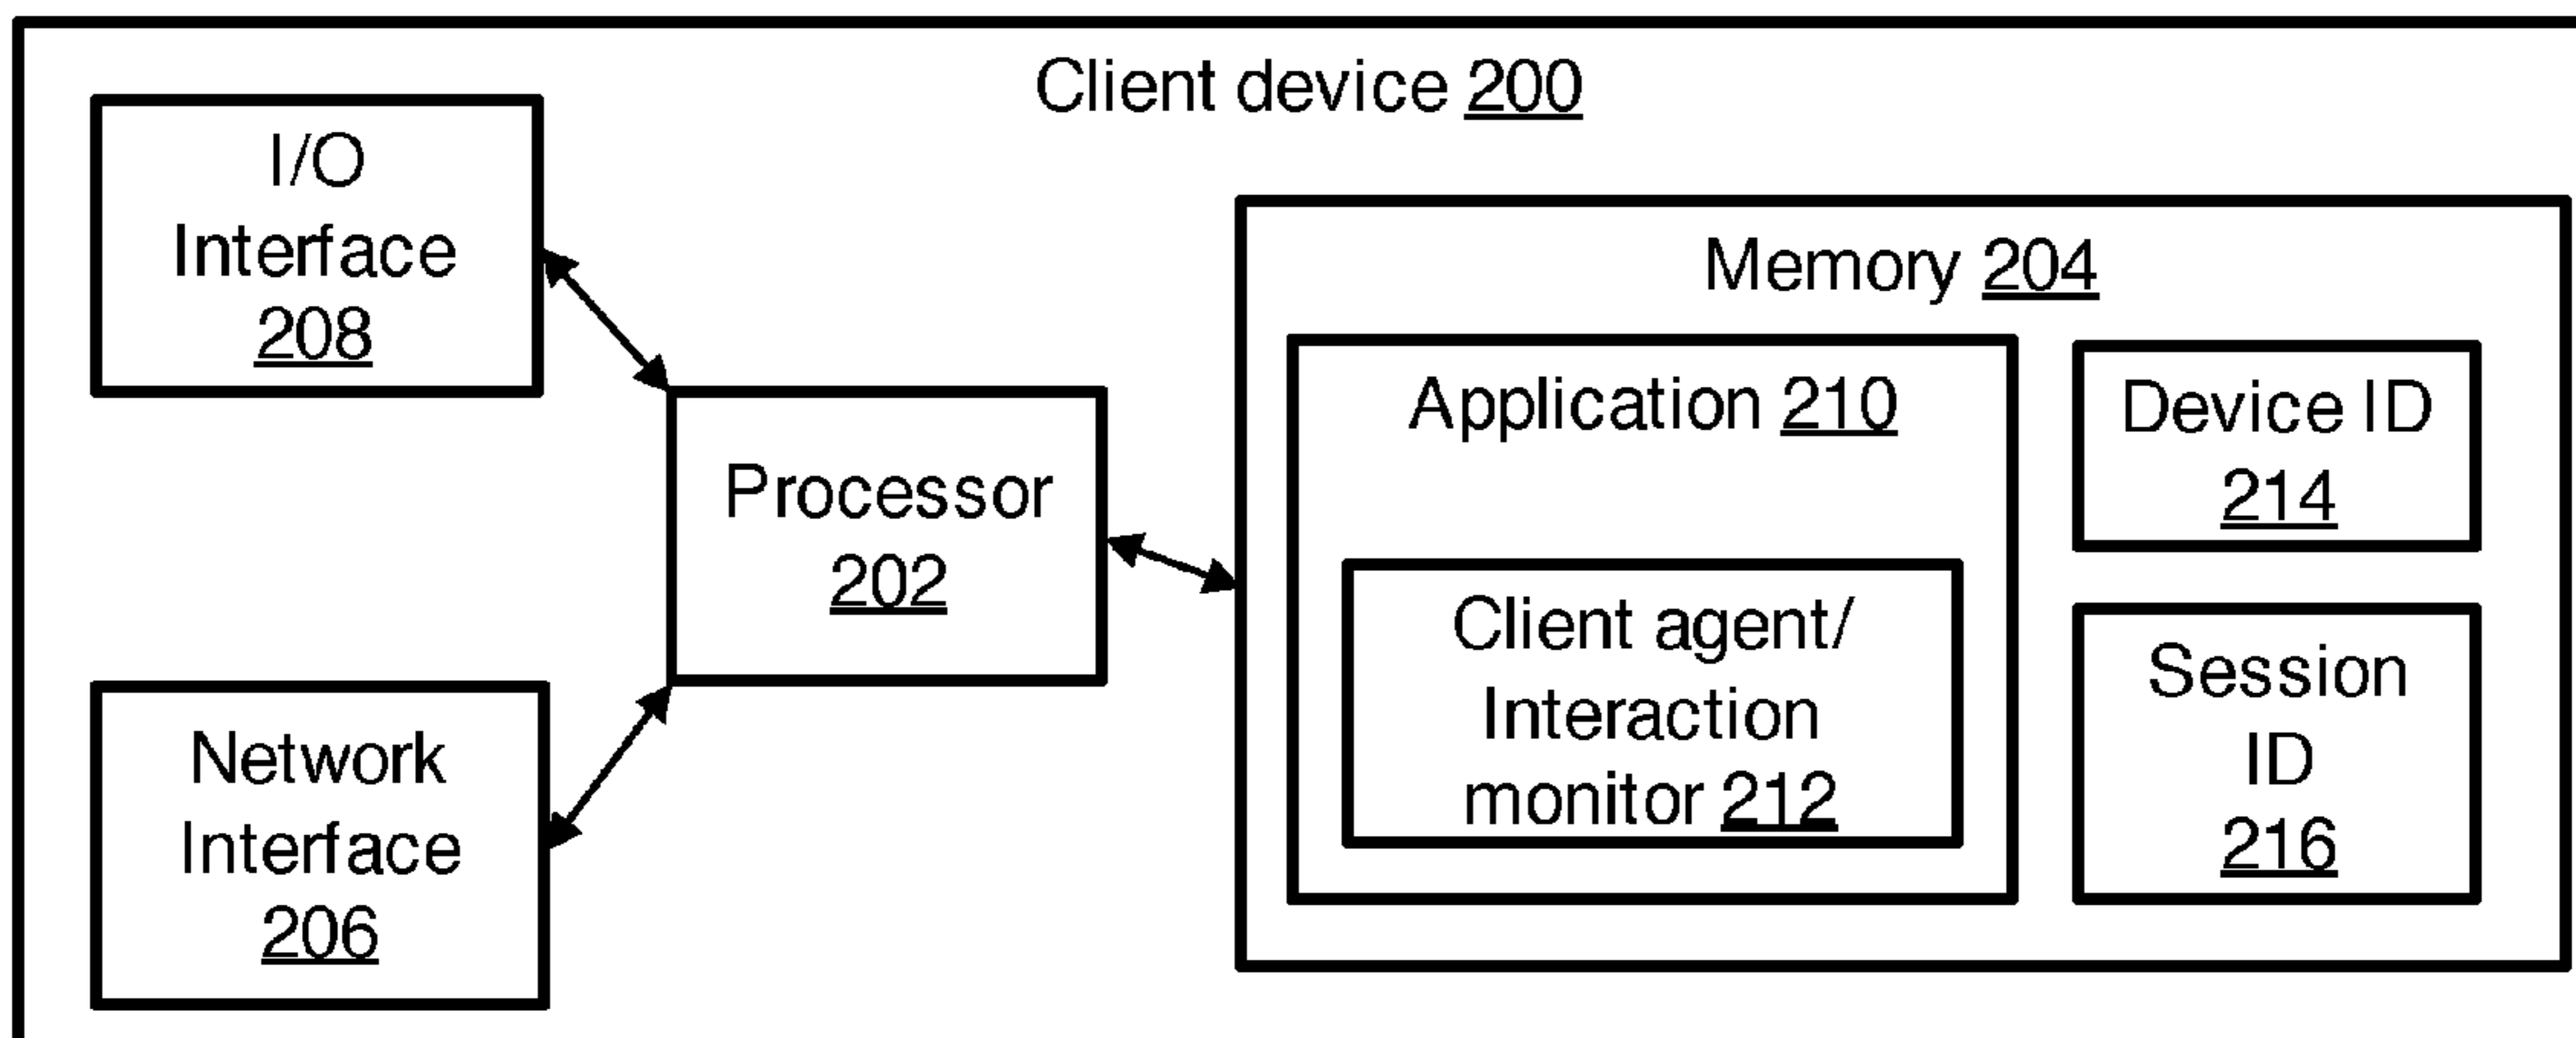 Client device 200
I/O
Interface
208
Memory 204
Application 210
Device ID
214
Processor
202
Client agent/
Interaction
monitor 212
Session
ID
216
Network
Interface
206